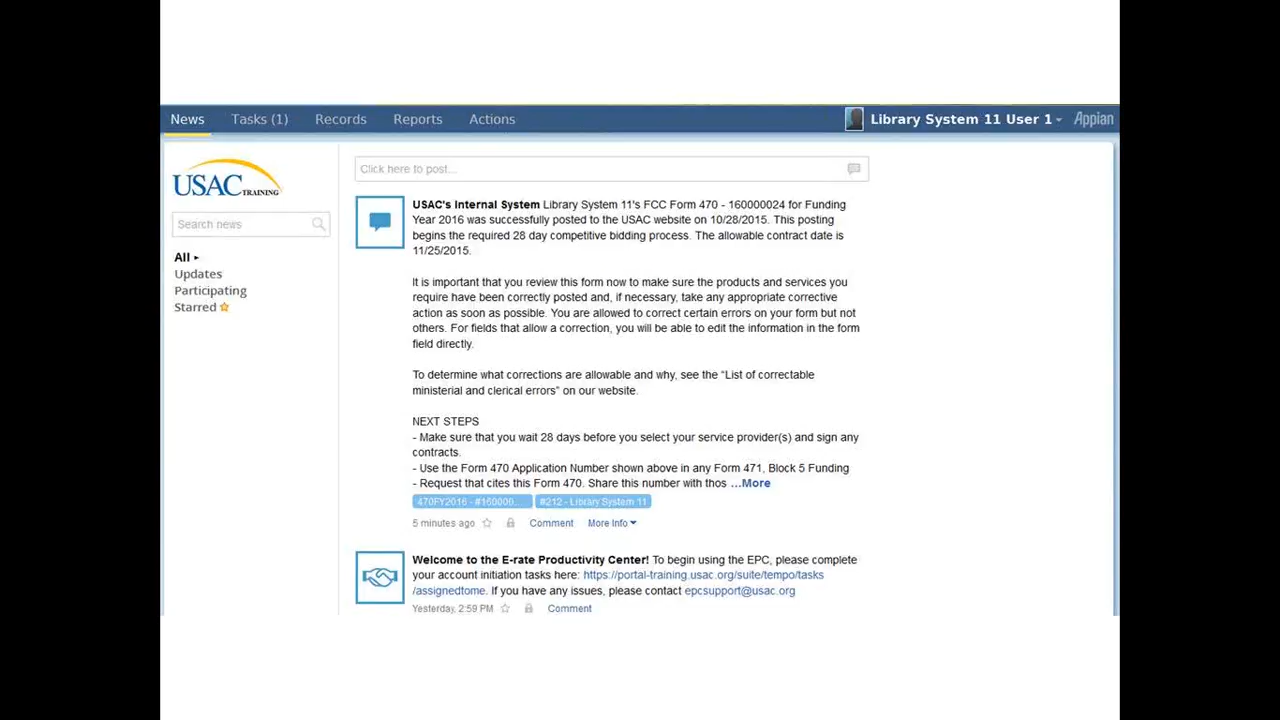 News Tasks (1) Records Reports Actions Library System 11 User 1 Appian
USAC TRAINING
Search news
All
Updates
Participating
Starred
Click here to post...
USAC's Internal System Library System 11's FCC Form 470 - 160000024 for Funding
Year 2016 was successfully posted to the USAC website on 10/28/2015. This posting
begins the required 28 day competitive bidding process. The allowable contract date is
11/25/2015.
It is important that you review this form now to make sure the products and services you
require have been correctly posted and, if necessary, take any appropriate corrective
action as soon as possible. You are allowed to correct certain errors on your form but not
others. For fields that allow a correction, you will be able to edit the information in the form
field directly.
To determine what corrections are allowable and why, see the “List of correctable
ministerial and clerical errors” on our website.
NEXT STEPS
- Make sure that you wait 28 days before you select your service provider(s) and sign any
contracts.
- Use the Form 470 Application Number shown above in any Form 471, Block 5 Funding
- Request that cites this Form 470. Share this number with thos ...More
470FY2016 - #160000... #212 - Library System 11
5 minutes ago Comment More Info
Welcome to the E-rate Productivity Center! To begin using the EPC, please complete
your account initiation tasks here: https://portal-training.usac.org/suite/tempo/tasks
/assignedtome. If you have any issues, please contact epcsupport@usac.org
Yesterday, 2:59 PM Comment